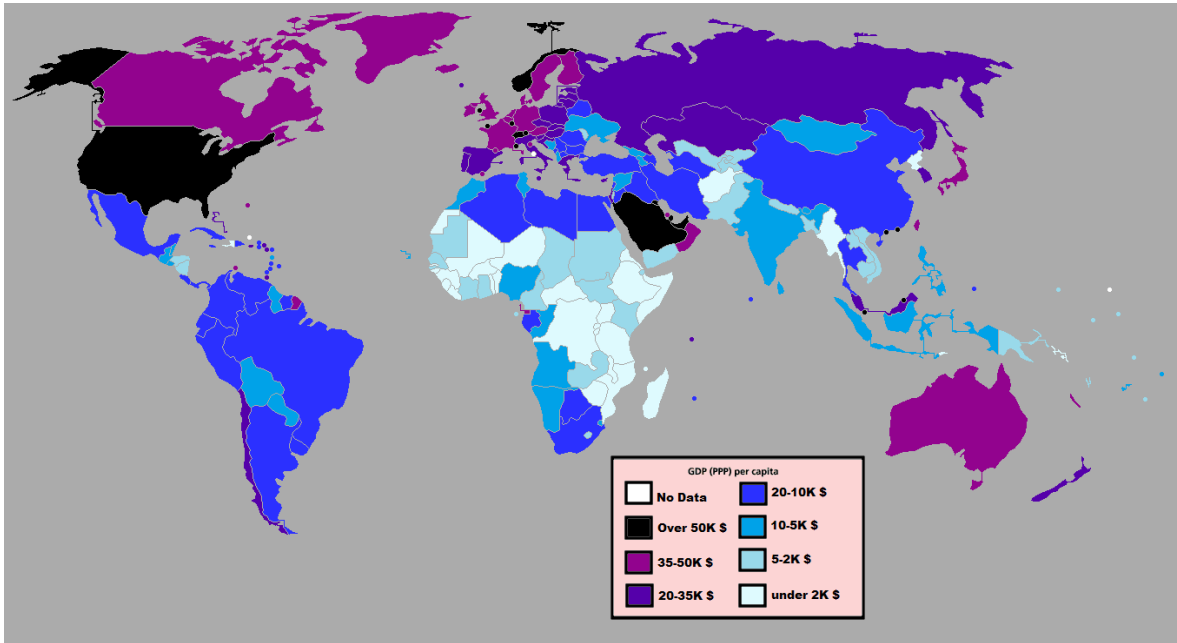 GDP (PPP) per capita
No Data
Over 50K $
35-50K $
20-35K $
20-10K $
10-5K $
5-2K $
under 2K $